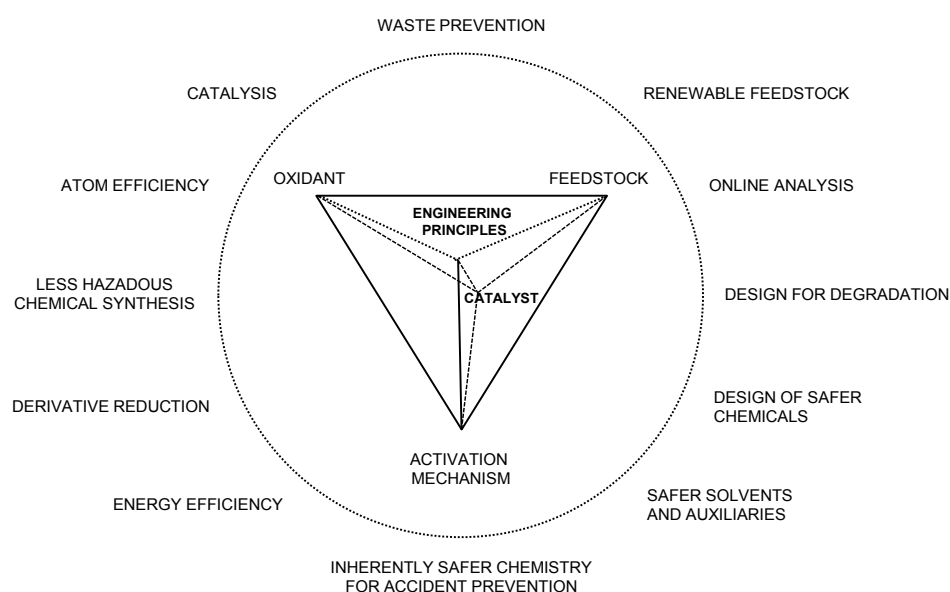 WASTE PREVENTION
CATALYSIS
RENEWABLE FEEDSTOCK
ATOM EFFICIENCY
OXIDANT
FEEDSTOCK
ONLINE ANALYSIS
ENGINEERING
PRINCIPLES
LESS HAZADOUS
CHEMICAL SYNTHESIS
CATALYST
DESIGN FOR DEGRADATION
DERIVATIVE REDUCTION
DESIGN OF SAFER
CHEMICALS
ACTIVATION
MECHANISM
ENERGY EFFICIENCY
SAFER SOLVENTS
AND AUXILIARIES
INHERENTLY SAFER CHEMISTRY
FOR ACCIDENT PREVENTION